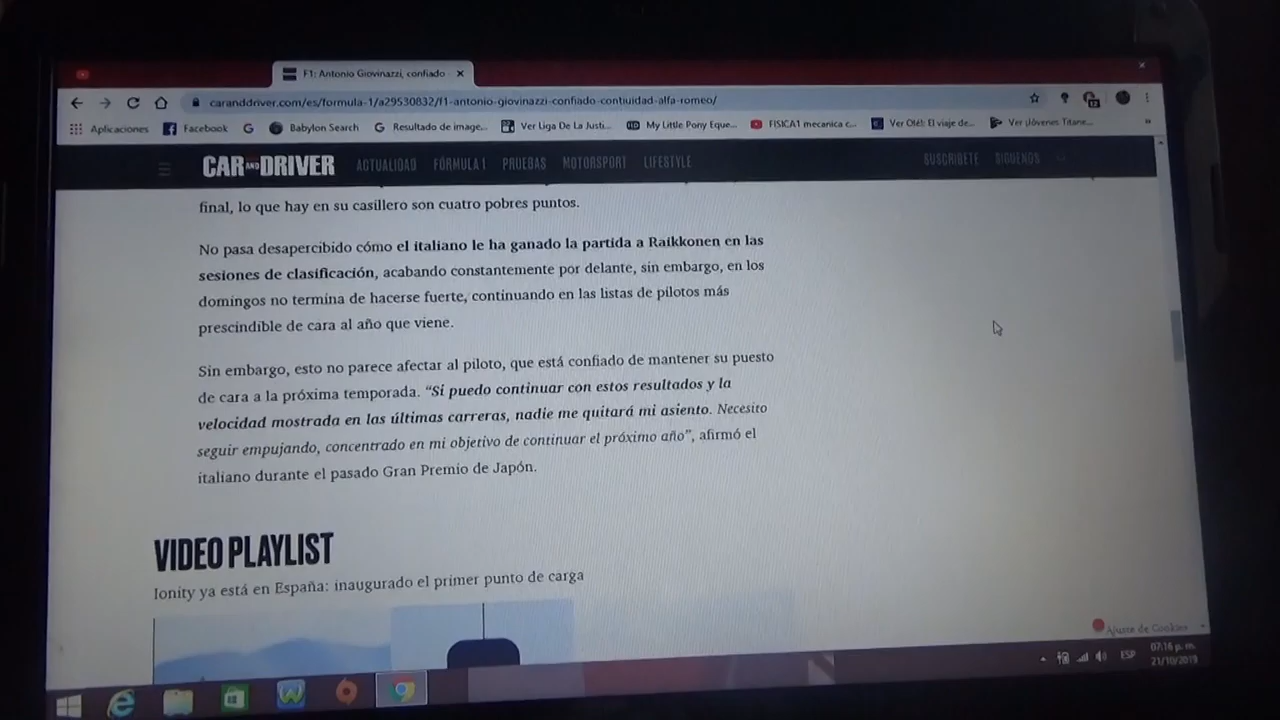 F1: Antonio Giovinazzi, confiado
caranddriver.com/es/formula-1/a29530832/f1-antonio-giovinazzi-confiado-contiuidad-alfa-romeo/
Aplicaciones Facebook Babylon Search Resultado de image... Ver Liga De La Justi... My Little Pony Eque... FISICA1 mecanica c... Ver Olé!: El viaje de... Ver ¡Jóvenes Titane...
CAR AND DRIVER ACTUALIDAD FÓRMULA 1 PRUEBAS MOTORSPORT LIFESTYLE SUSCRÍBETE SÍGUENOS
final, lo que hay en su casillero son cuatro pobres puntos.
No pasa desapercibido cómo el italiano le ha ganado la partida a Raikkonen en las
sesiones de clasificación, acabando constantemente por delante, sin embargo, en los
domingos no termina de hacerse fuerte, continuando en las listas de pilotos más
prescindible de cara al año que viene.
Sin embargo, esto no parece afectar al piloto, que está confiado de mantener su puesto
de cara a la próxima temporada. “Si puedo continuar con estos resultados y la
velocidad mostrada en las últimas carreras, nadie me quitará mi asiento. Necesito
seguir empujando, concentrado en mi objetivo de continuar el próximo año”, afirmó el
italiano durante el pasado Gran Premio de Japón.
VIDEO PLAYLIST
Ionity ya está en España: inaugurado el primer punto de carga
Ajuste de Cookies
ESP
07:16 p. m.
21/10/2019